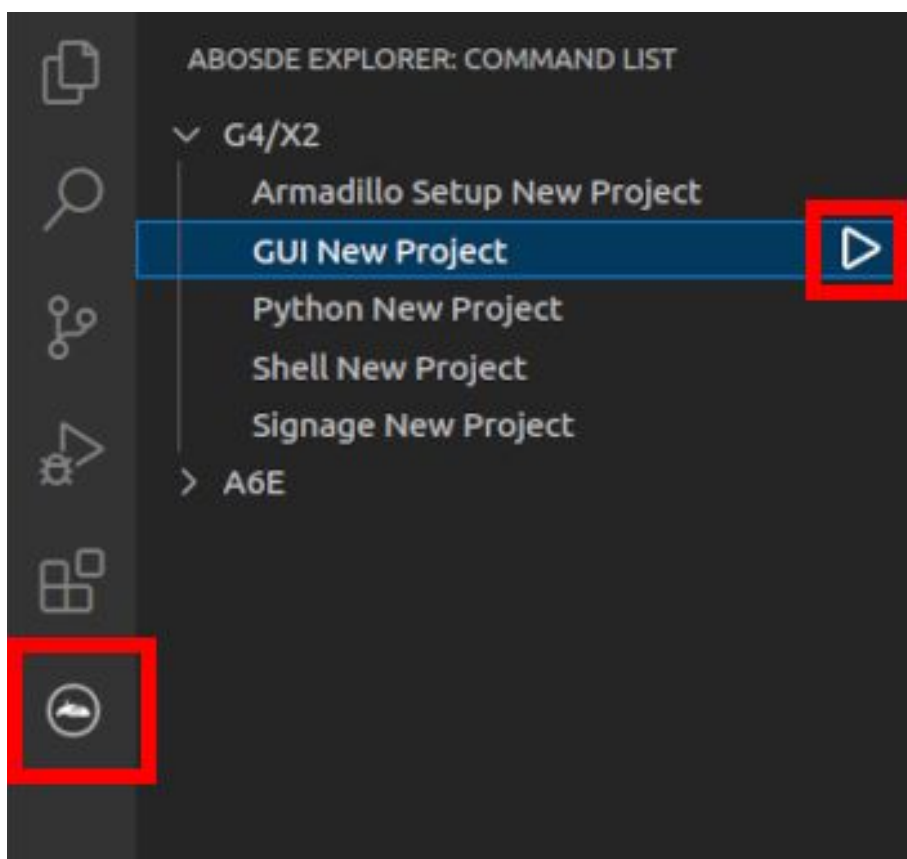 ABOSDE EXPLORER: COMMAND LIST
G4/X2
Armadillo Setup New Project
GUI New Project
Python New Project
Shell New Project
Signage New Project
A6E